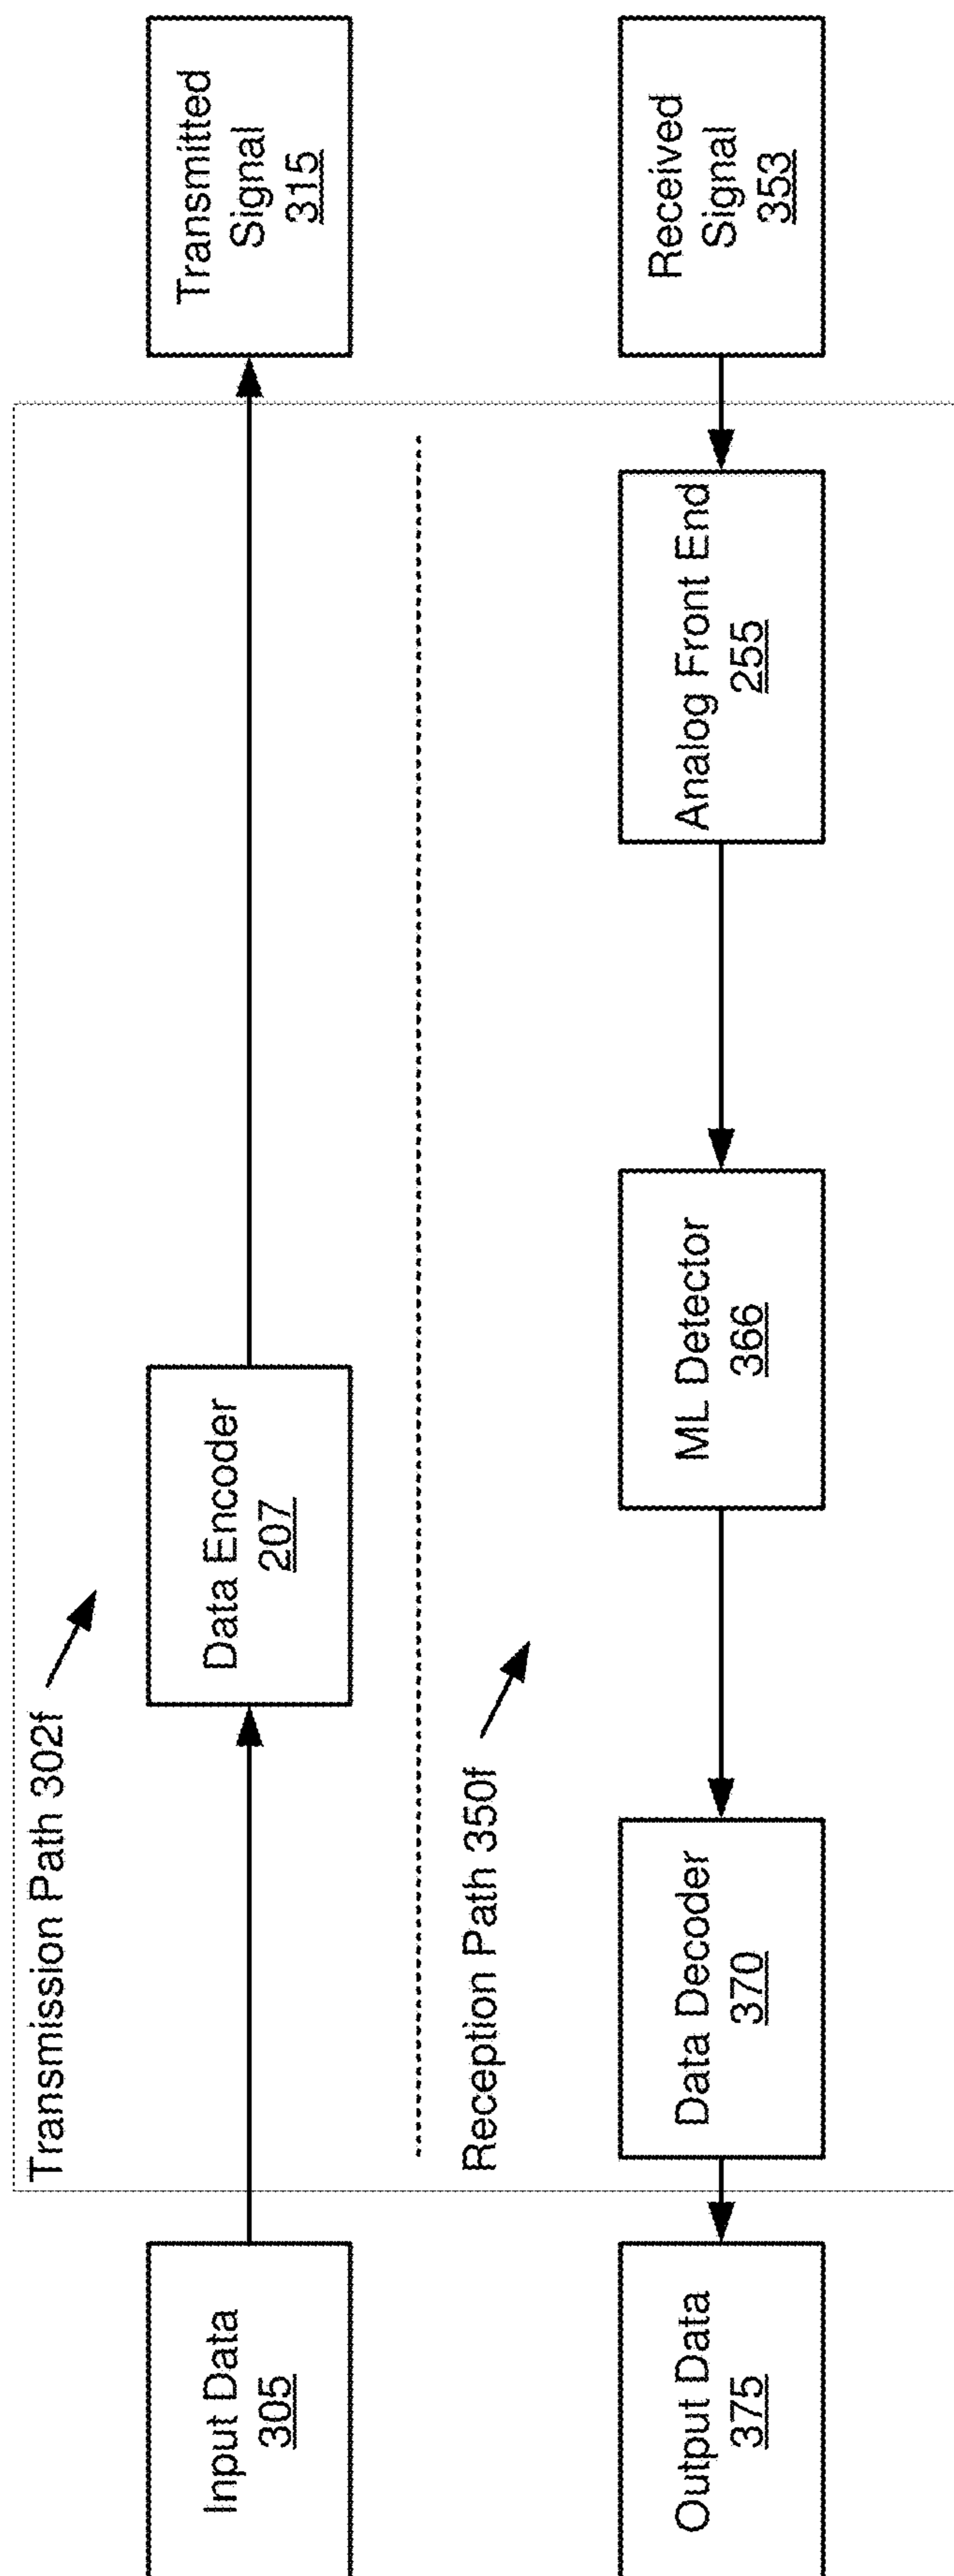 Transmission Path 302f
Input Data
305
Data Encoder
207
Transmitted
Signal
315
Reception Path 350f
Output Data
375
Data Decoder
370
ML Detector
366
Analog Front End
255
Received
Signal
353